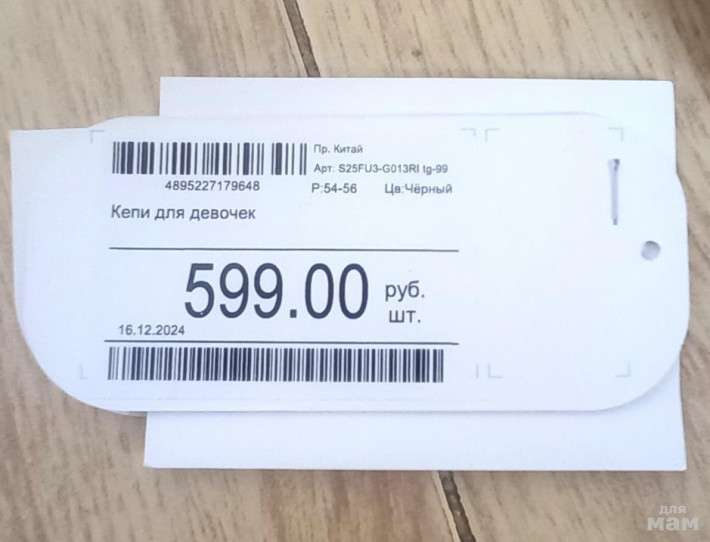 Пр. Китай
Арт: S25FU3-G013RI tg-99
4895227179648 Р:54-56 Цв:Чёрный
Кепи для девочек
599.00 руб.
шт.
16.12.2024
для
мам